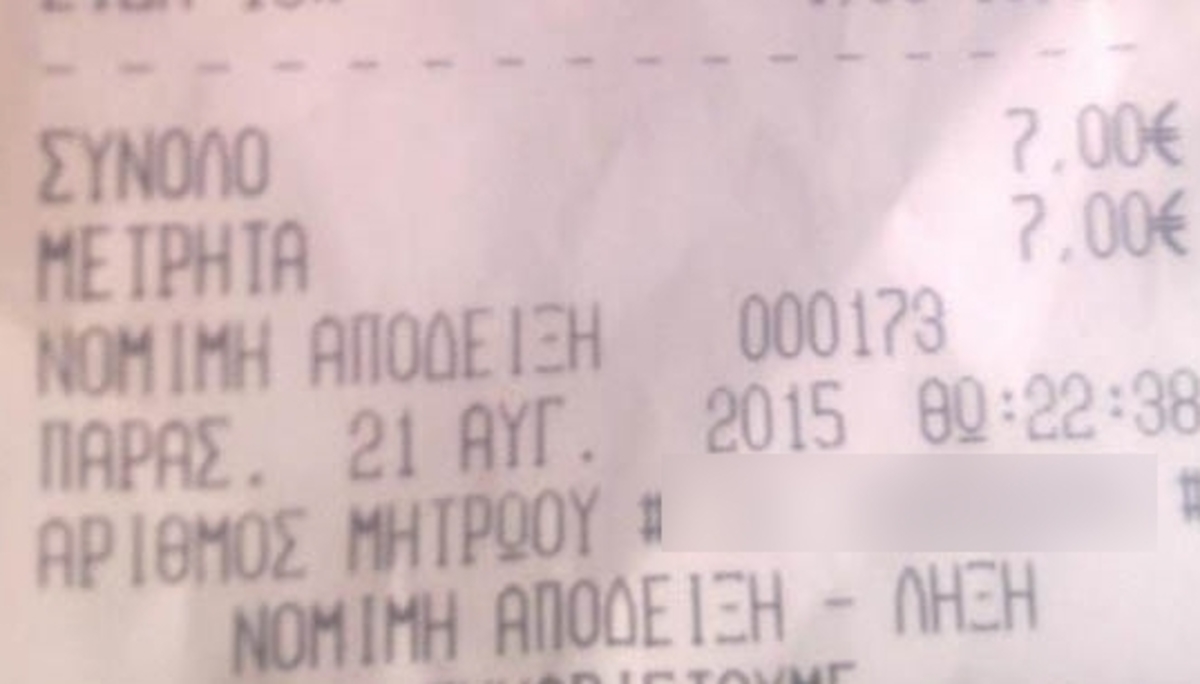 ΣΥΝΟΛΟ 7,00€
ΜΕΤΡΗΤΑ 7,00€
ΝΟΜΙΜΗ ΑΠΟΔΕΙΞΗ 000173
ΠΑΡΑΣ. 21 ΑΥΓ. 2015 ΘΩ:22:38
ΑΡΙΘΜΟΣ ΜΗΤΡΩΟΥ # #
ΝΟΜΙΜΗ ΑΠΟΔΕΙΞΗ - ΛΗΞΗ